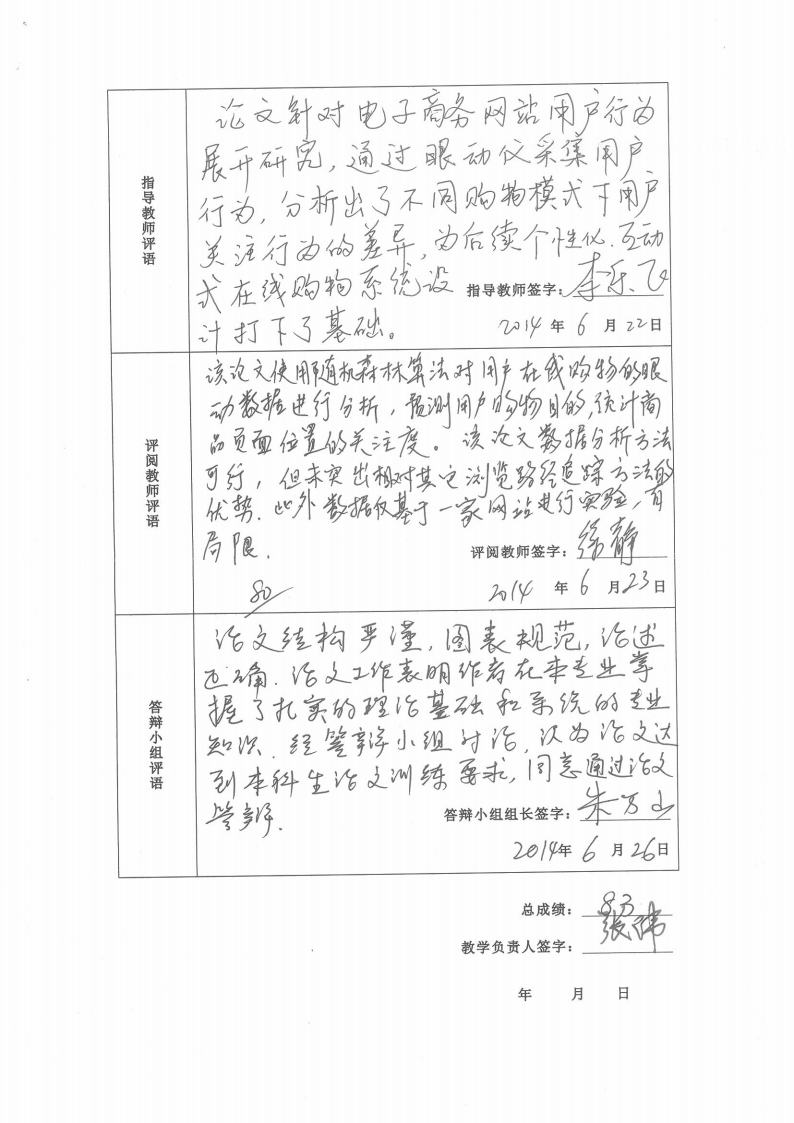 指导教师评语
论文针对电子商务网站用户行为
展开研究，通过眼动仪采集用户
行为，分析出了不同购物模式下用户
关注行为的差异，为后续个性化、互动
式在线购物系统设
指导教师签字：李乐飞
计打下了基础。
2014 年 6 月 22 日
评阅教师评语
该论文使用随机森林算法对用户在线购物的眼
动数据进行分析，预测用户购物目的，统计商
品页面位置的关注度。该论文数据分析方法
可行，但未突出相对其它浏览路径追踪方法的
优势. 此外数据仅基于一家网站进行实验，有
局限.
评阅教师签字：徐静
80
2014 年 6 月 23 日
答辩小组评语
论文结构严谨，图表规范，论述
正确. 论文工作表明作者在本专业掌
握了扎实的理论基础和系统的专业
知识. 经答辩小组讨论，认为论文达
到本科生论文训练要求，同意通过论文
答辩.
答辩小组组长签字：朱万山
2014 年 6 月 26 日
总成绩：83
教学负责人签字：张伟
年 月 日